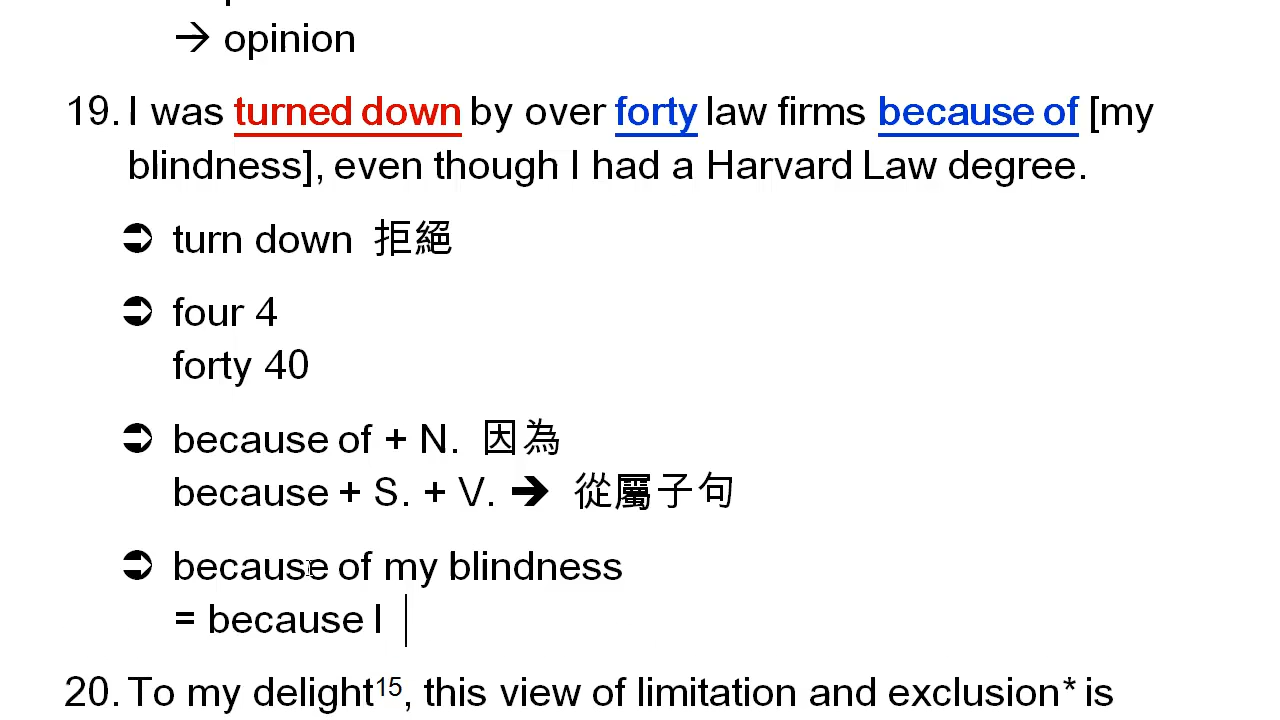 → opinion
19. I was turned down by over forty law firms because of [my
blindness], even though I had a Harvard Law degree.
➲ turn down 拒絕
➲ four 4
forty 40
➲ because of + N. 因為
because + S. + V. ➔ 從屬子句
➲ because of my blindness
= because I
20. To my delight15, this view of limitation and exclusion* is